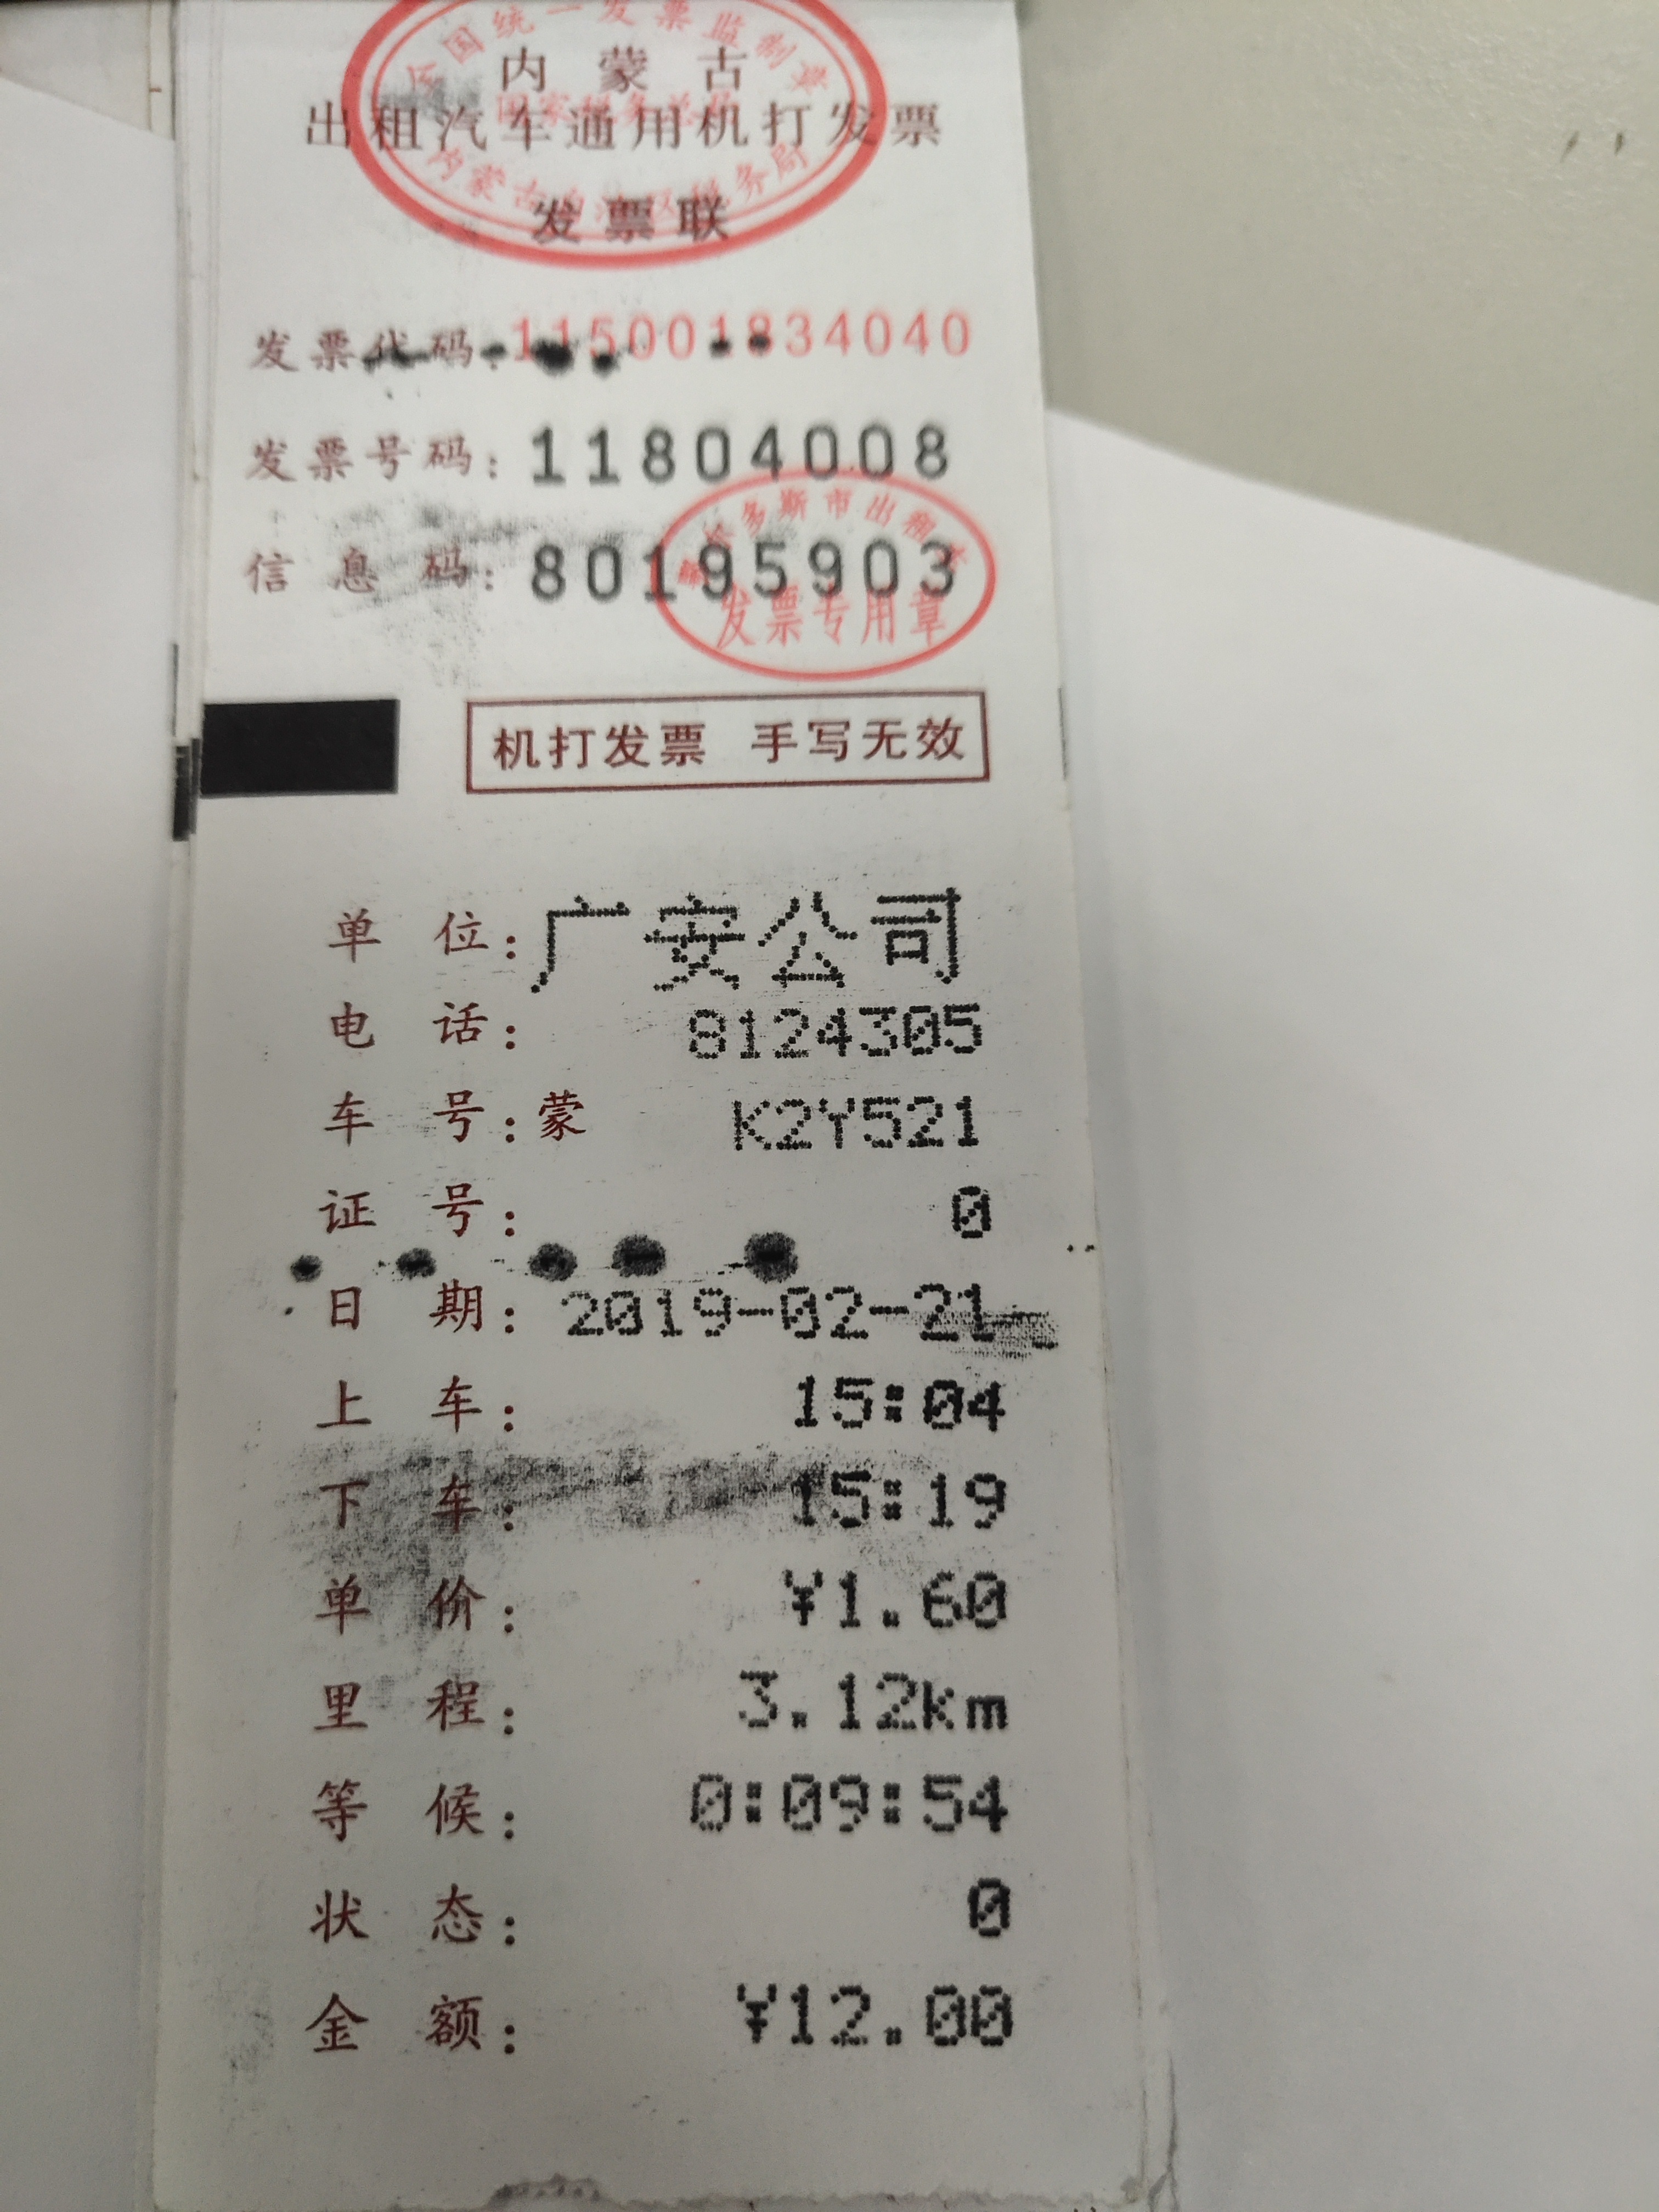 全国统一发票监制章
内蒙古
国家税务总局
出租汽车通用机打发票
内蒙古自治区税务局
发票联
发票代码:115001834040
发票号码:11804008
鄂尔多斯市出租
信息码:80195903
发票专用章
机打发票 手写无效
单位:广安公司
电话:8124305
车号:蒙 K2Y521
证号:0
日期:2019-02-21
上车:15:04
下车:15:19
单价:¥1.60
里程:3.12km
等候:0:09:54
状态:0
金额:¥12.00